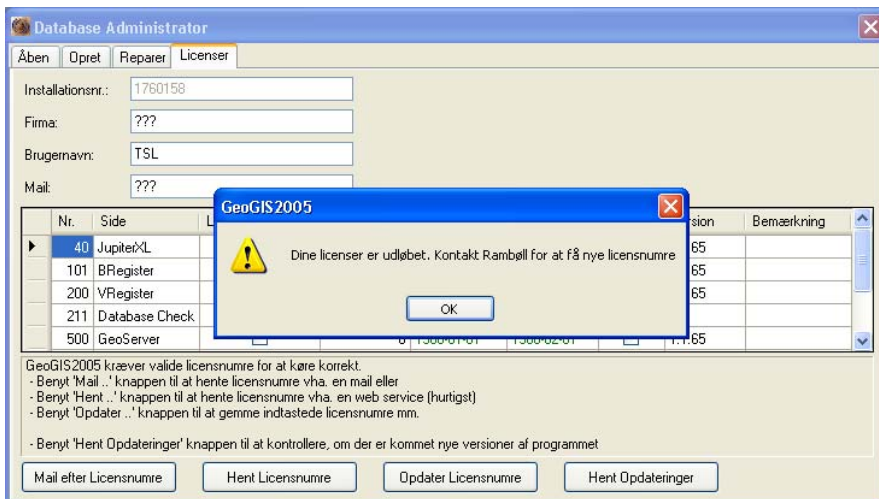 Database Administrator
Åben Opret Reparer Licenser
Installationsnr.: 1760158
Firma: ???
Brugernavn: TSL
Mail: ???
GeoGIS2005
Dine licenser er udløbet. Kontakt Rambøll for at få nye licensnumre
OK
Nr. Side Bemærkning
40 JupiterXL
101 BRegister
200 VRegister
211 Database Check
500 GeoServer
GeoGIS2005 kræver valide licensnumre for at køre korrekt.
- Benyt 'Mail ..' knappen til at hente licensnumre vha. en mail eller
- Benyt 'Hent ..' knappen til at hente licensnumre vha. en web service (hurtigst)
- Benyt 'Opdater ..' knappen til at gemme indtastede licensnumre mm.
- Benyt 'Hent Opdateringer' knappen til at kontrollere, om der er kommet nye versioner af programmet
Mail efter Licensnumre Hent Licensnumre Opdater Licensnumre Hent Opdateringer